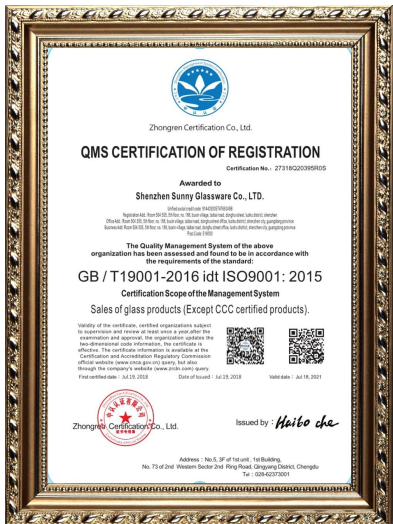 Zhongren Certification Co., Ltd.
QMS CERTIFICATION OF REGISTRATION
Certification No.: 27318Q20395R0S
Awarded to
Shenzhen Sunny Glassware Co., LTD.
The Quality Management System of the above
organization has been assessed and found to be in accordance with
the requirements of the standard:
GB / T19001-2016 idt ISO9001: 2015
Certification Scope of the Management System
Sales of glass products (Except CCC certified products).
Validity of the certificate, certified organizations subject
to supervision and review at least once a year, after the
examination and approval, the organization updates the
two-dimensional code information, the certificate is
effective. The certificate information is available at the
Certification and Accreditation Regulatory Commission
official website (www.cnca.gov.cn) query, but also
through the company's website (www.zrcln.com) query.
First certified date : Jul.19, 2018 Date of Issued : Jul.19, 2018 Valid date : Jul 18, 2021
Zhongren Certification Co., Ltd.
Issued by : Haibo che
Address : No,5, 3F of 1st unit , 1st Building,
No. 73 of 2nd Western Sector 2nd Ring Road, Qingyang District, Chengdu
Tel : 028-62373001